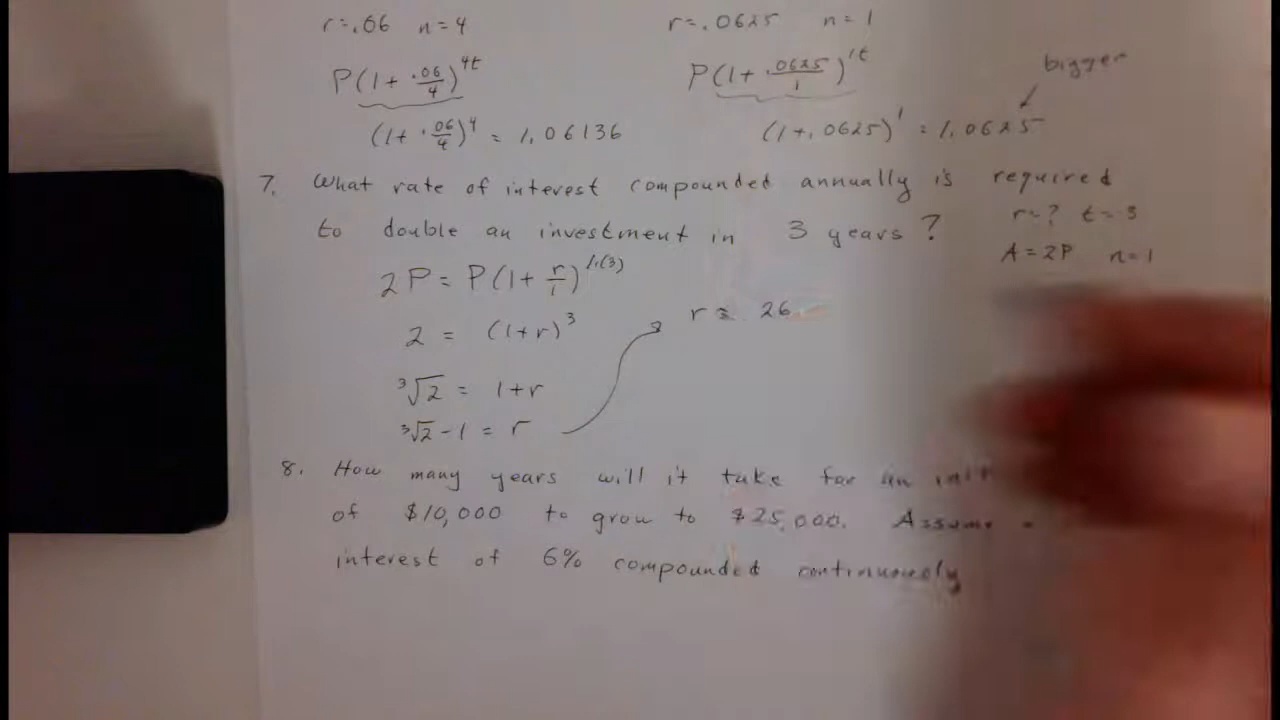 r=.06 n=4 r=.0625 n=1
P(1+.06/4)^4t P(1+.0625/1)^1t bigger
(1+.06/4)^4 = 1.06136 (1+.0625)^1 = 1.0625
7. What rate of interest compounded annually is required
to double an investment in 3 years?
r=? t=3
A=2P n=1
2P = P(1+r/1)^1(3)
2 = (1+r)^3
r ≈ 26
³√2 = 1+r
³√2-1 = r
8. How many years will it take for an
of $10,000 to grow to $25,000. Assume
interest of 6% compounded continuously